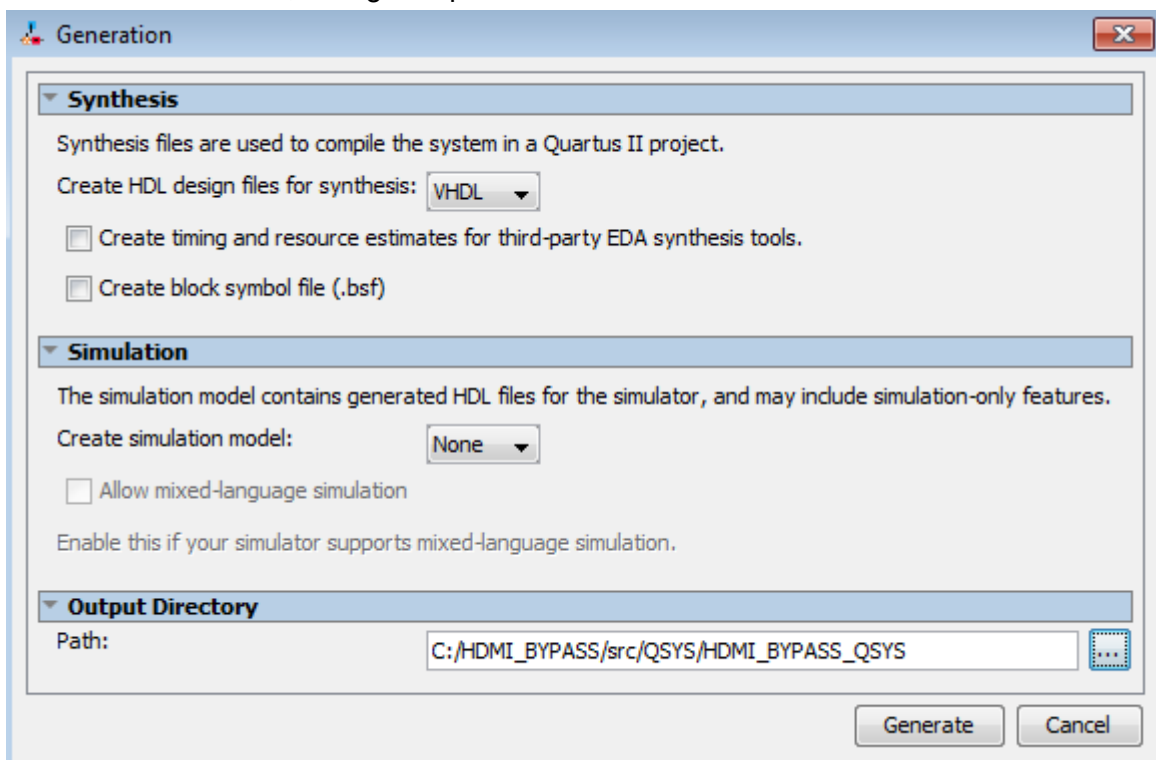 Generation
Synthesis
Synthesis files are used to compile the system in a Quartus II project.
Create HDL design files for synthesis: VHDL
Create timing and resource estimates for third-party EDA synthesis tools.
Create block symbol file (.bsf)
Simulation
The simulation model contains generated HDL files for the simulator, and may include simulation-only features.
Create simulation model: None
Allow mixed-language simulation
Enable this if your simulator supports mixed-language simulation.
Output Directory
Path: C:/HDMI_BYPASS/src/QSYS/HDMI_BYPASS_QSYS ...
Generate Cancel